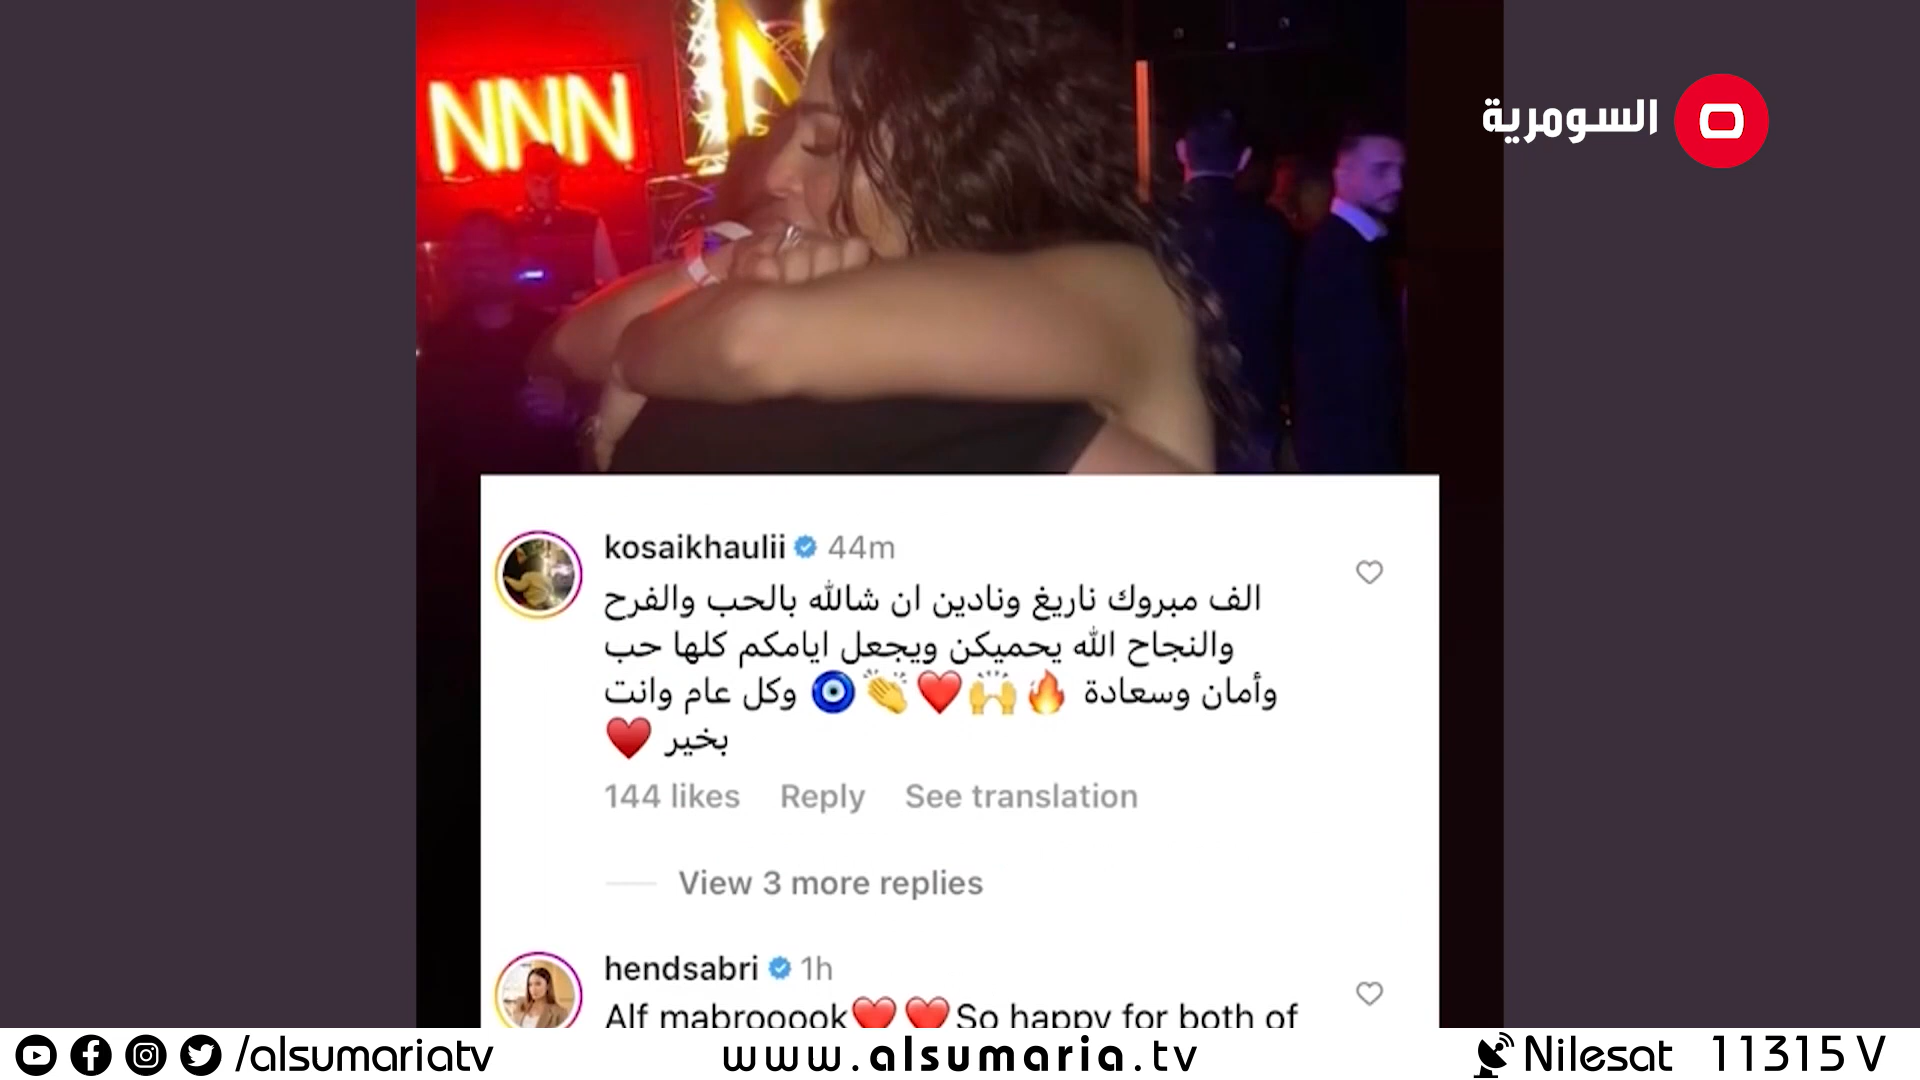 NNN
السومرية
kosaikhaulii 44m
الف مبروك ناريغ ونادين ان شالله بالحب والفرح
والنجاح الله يحميكن ويجعل ايامكم كلها حب
وأمان وسعادة 🔥🙌❤️👏🧿 وكل عام وانت
بخير ♥️
144 likes Reply See translation
View 3 more replies
hendsabri 1h
Alf mabrooook❤️❤️So happy for both of
/alsumariatv www.alsumaria.tv Nilesat 11315 V